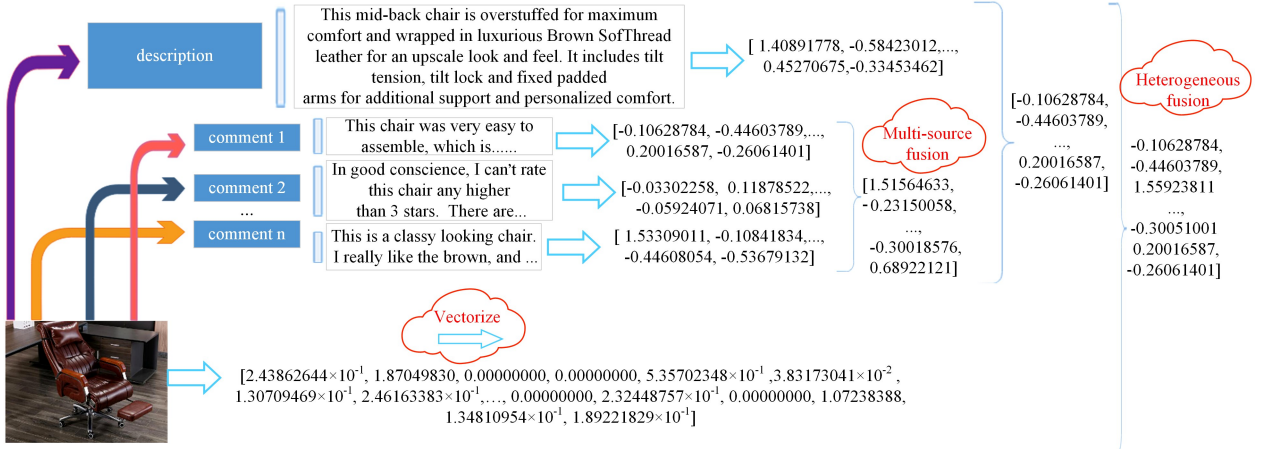 description
This mid-back chair is overstuffed for maximum
comfort and wrapped in luxurious Brown SofThread
leather for an upscale look and feel. It includes tilt
tension, tilt lock and fixed padded
arms for additional support and personalized comfort.
[ 1.40891778, -0.58423012,...,
0.45270675,-0.33453462]
comment 1
This chair was very easy to
assemble, which is......
[-0.10628784, -0.44603789,...,
0.20016587, -0.26061401]
comment 2
In good conscience, I can't rate
this chair any higher
than 3 stars.  There are...
[-0.03302258,  0.11878522,...,
-0.05924071, 0.06815738]
...
comment n
This is a classy looking chair.
I really like the brown, and ...
[ 1.53309011, -0.10841834,...,
-0.44608054, -0.53679132]
Multi-source
fusion
[1.51564633,
-0.23150058,
...,
-0.30018576,
0.68922121]
[-0.10628784,
-0.44603789,
...,
0.20016587,
-0.26061401]
Heterogeneous
fusion
-0.10628784,
-0.44603789,
1.55923811
...,
-0.30051001
0.20016587,
-0.26061401]
Vectorize
[2.43862644×10⁻¹, 1.87049830, 0.00000000, 0.00000000, 5.35702348×10⁻¹ ,3.83173041×10⁻² ,
1.30709469×10⁻¹, 2.46163383×10⁻¹,…, 0.00000000, 2.32448757×10⁻¹, 0.00000000, 1.07238388,
1.34810954×10⁻¹, 1.89221829×10⁻¹]